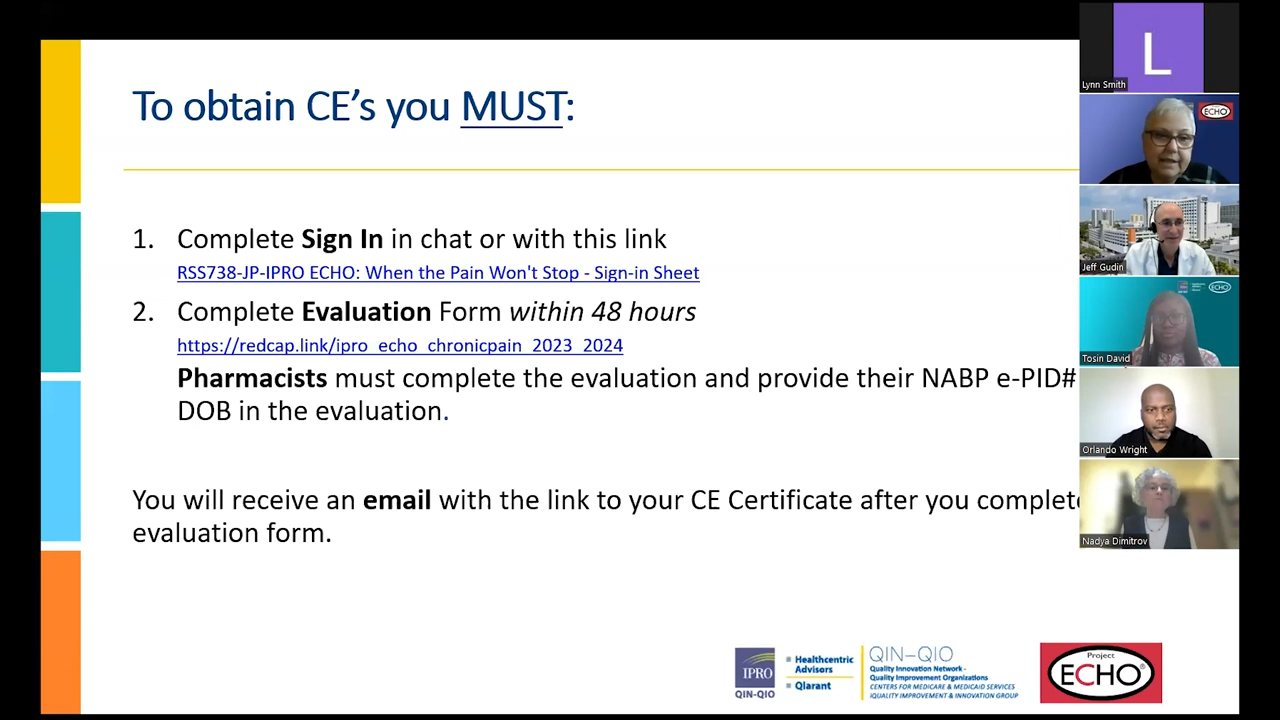 To obtain CE's you MUST:
1. Complete Sign In in chat or with this link
RSS738-JP-IPRO ECHO: When the Pain Won't Stop - Sign-in Sheet
2. Complete Evaluation Form within 48 hours
https://redcap.link/ipro_echo_chronicpain_2023_2024
Pharmacists must complete the evaluation and provide their NABP e-PID#
DOB in the evaluation.
You will receive an email with the link to your CE Certificate after you complete
evaluation form.
L
Lynn Smith
ECHO
Jeff Gudin
ECHO
Tosin David
Orlando Wright
Nadya Dimitrov
IPRO
QIN-QIO
Healthcentric
Advisors
Qlarant
QIN–QIO
Quality Innovation Network -
Quality Improvement Organizations
CENTERS FOR MEDICARE & MEDICAID SERVICES
iQUALITY IMPROVEMENT & INNOVATION GROUP
Project
ECHO®